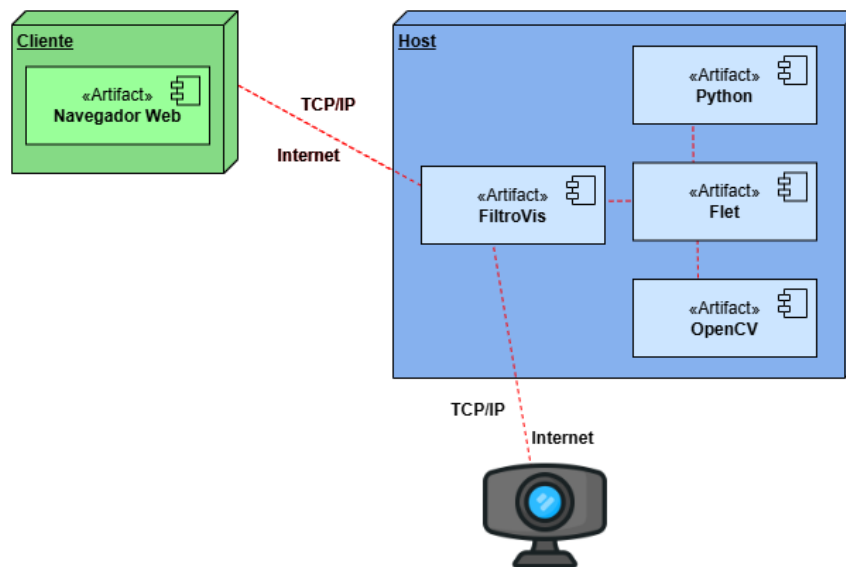 Cliente
«Artifact»
Navegador Web
TCP/IP
Internet
Host
«Artifact»
Python
«Artifact»
FiltroVis
«Artifact»
Flet
«Artifact»
OpenCV
TCP/IP
Internet